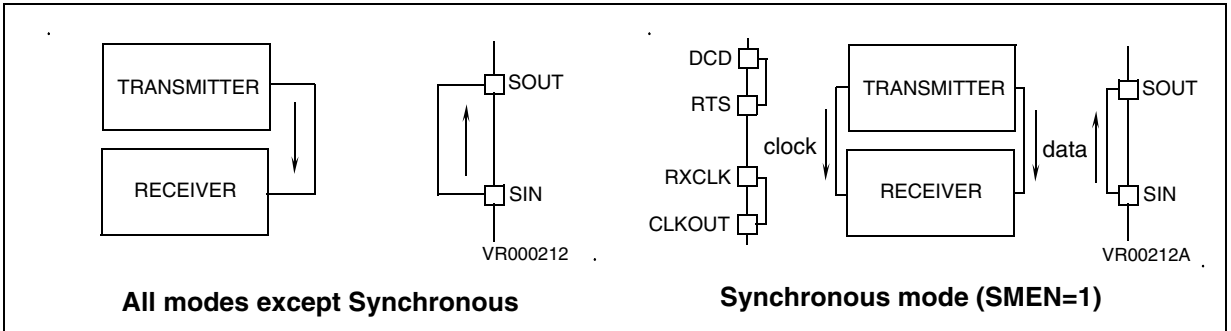 TRANSMITTER
RECEIVER
SOUT
SIN
VR000212
All modes except Synchronous
DCD
RTS
RXCLK
CLKOUT
clock
TRANSMITTER
RECEIVER
data
SOUT
SIN
VR00212A
Synchronous mode (SMEN=1)